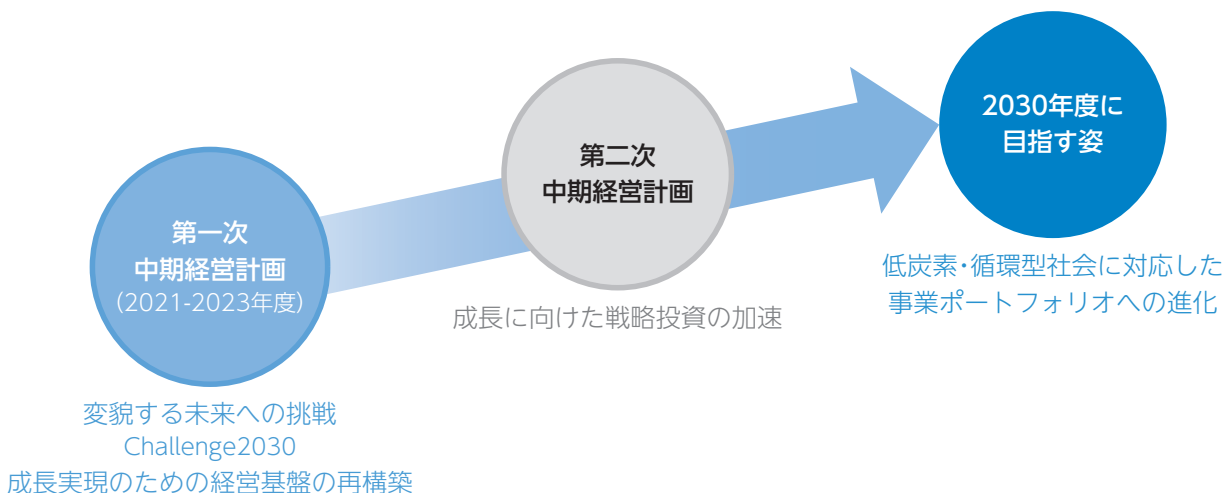 第一次
中期経営計画
(2021-2023年度)
変貌する未来への挑戦
Challenge2030
成長実現のための経営基盤の再構築
第二次
中期経営計画
成長に向けた戦略投資の加速
2030年度に
目指す姿
低炭素・循環型社会に対応した
事業ポートフォリオへの進化